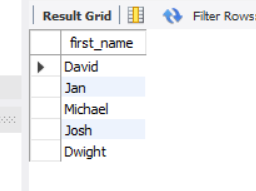 Result Grid Filter Rows:
first_name
David
Jan
Michael
Josh
Dwight